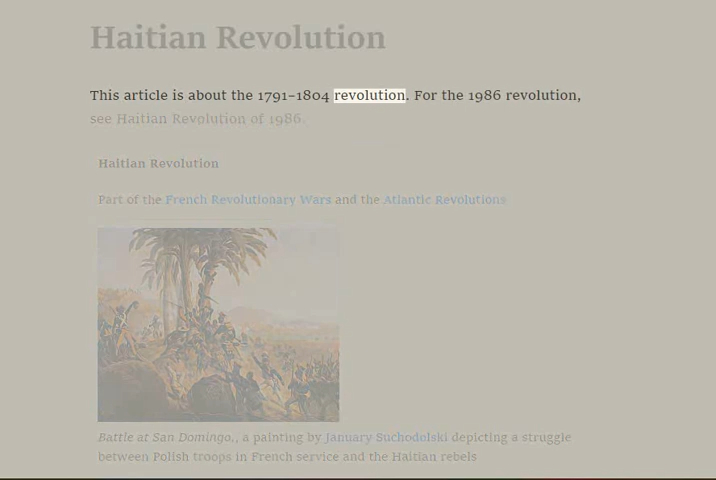 Haitian Revolution
This article is about the 1791–1804 revolution. For the 1986 revolution,
see Haitian Revolution of 1986.
Haitian Revolution
Part of the French Revolutionary Wars and the Atlantic Revolutions
Battle at San Domingo,, a painting by January Suchodolski depicting a struggle
between Polish troops in French service and the Haitian rebels